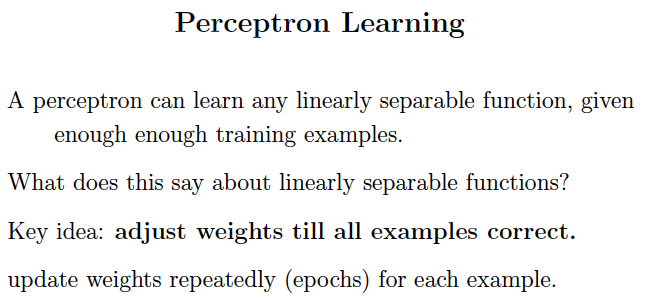 Perceptron Learning
A perceptron can learn any linearly separable function, given
enough enough training examples.
What does this say about linearly separable functions?
Key idea: adjust weights till all examples correct.
update weights repeatedly (epochs) for each example.